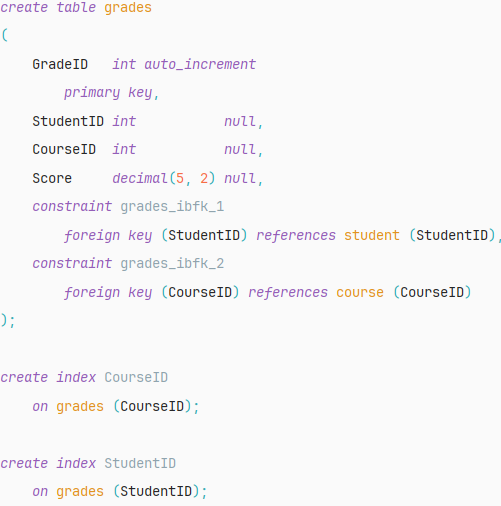 create table grades
(
    GradeID   int auto_increment
        primary key,
    StudentID int           null,
    CourseID  int           null,
    Score     decimal(5, 2) null,
    constraint grades_ibfk_1
        foreign key (StudentID) references student (StudentID),
    constraint grades_ibfk_2
        foreign key (CourseID) references course (CourseID)
);

create index CourseID
    on grades (CourseID);

create index StudentID
    on grades (StudentID);